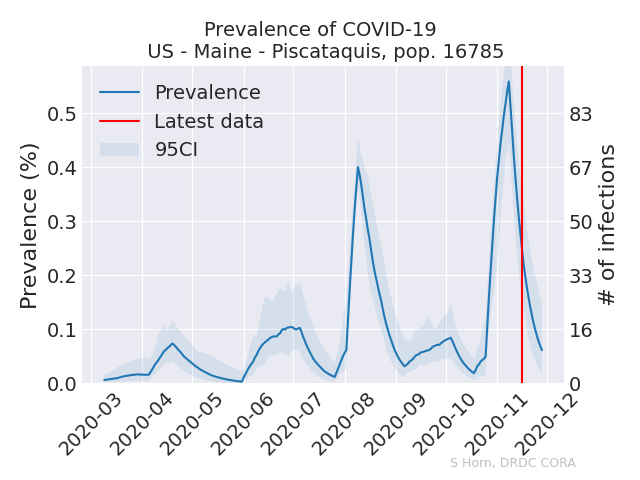 Prevalence of COVID-19
US - Maine - Piscataquis, pop. 16785
Prevalence
Latest data
95CI
Prevalence (%)
0.5
0.4
0.3
0.2
0.1
0.0
# of infections
83
67
50
33
16
0
2020-03
2020-04
2020-05
2020-06
2020-07
2020-08
2020-09
2020-10
2020-11
2020-12
S Horn, DRDC CORA